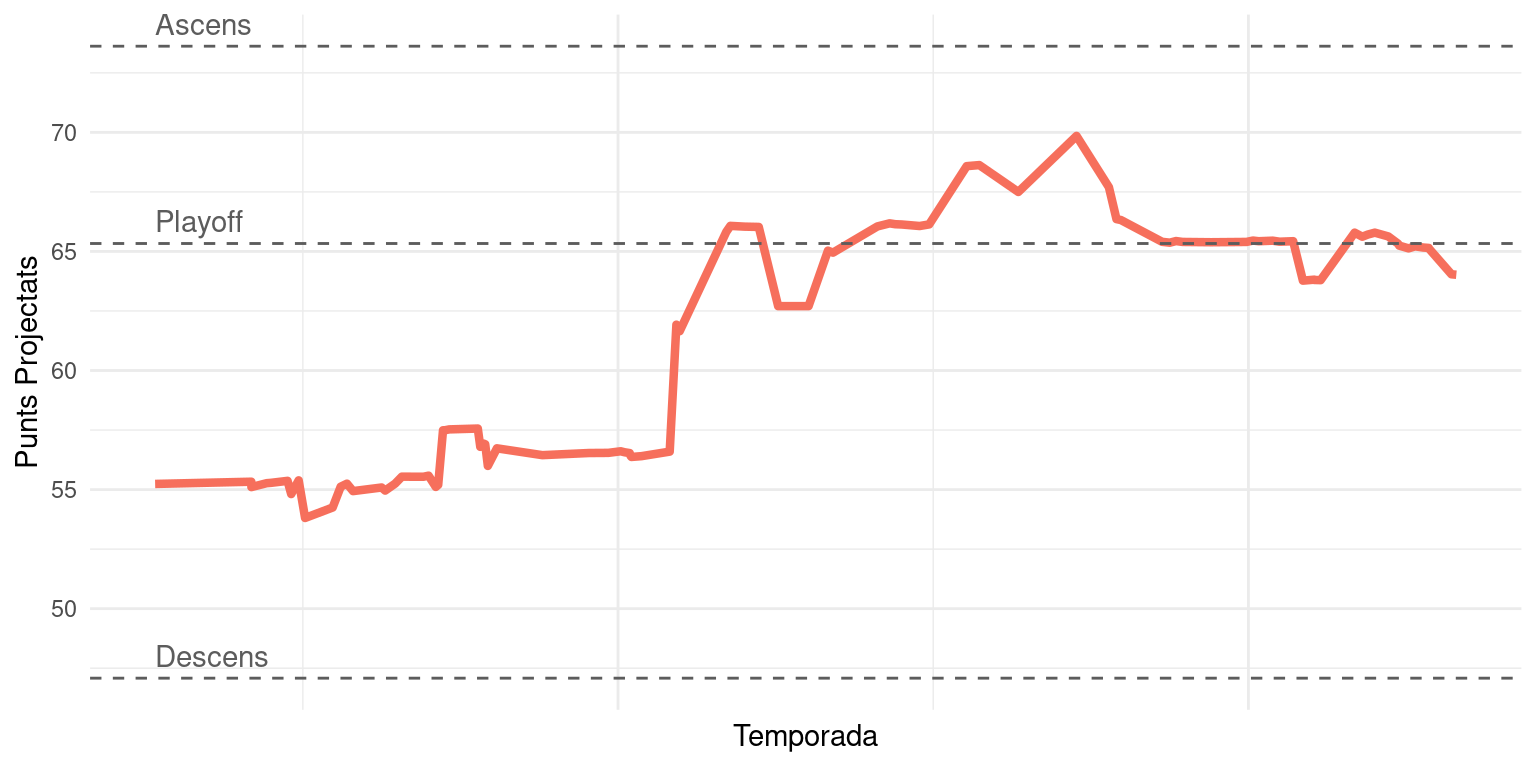 Ascens
70
Playoff
65
Punts Projectats
60
55
50
Descens
Temporada